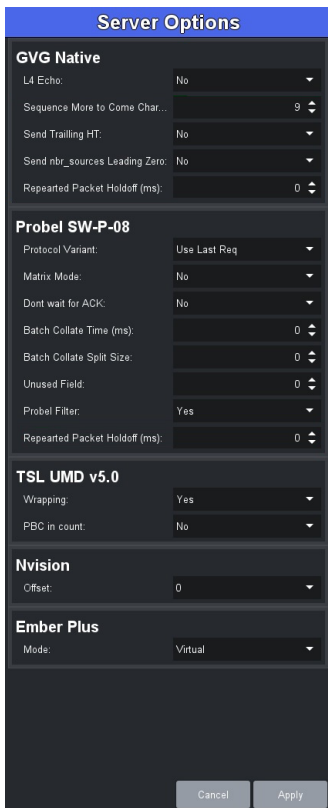 Server Options
GVG Native
L4 Echo: No
Sequence More to Come Char... 9
Send Trailling HT: No
Send nbr_sources Leading Zero: No
Repearted Packet Holdoff (ms): 0
Probel SW-P-08
Protocol Variant: Use Last Req
Matrix Mode: No
Dont wait for ACK: No
Batch Collate Time (ms): 0
Batch Collate Split Size: 0
Unused Field: 0
Probel Filter: Yes
Repearted Packet Holdoff (ms): 0
TSL UMD v5.0
Wrapping: Yes
PBC in count: No
Nvision
Offset: 0
Ember Plus
Mode: Virtual
Cancel Apply